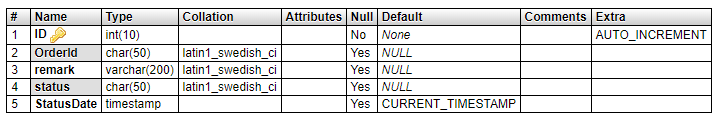 # Name Type Collation Attributes Null Default Comments Extra
1 ID int(10) No None AUTO_INCREMENT
2 OrderId char(50) latin1_swedish_ci Yes NULL
3 remark varchar(200) latin1_swedish_ci Yes NULL
4 status char(50) latin1_swedish_ci Yes NULL
5 StatusDate timestamp Yes CURRENT_TIMESTAMP